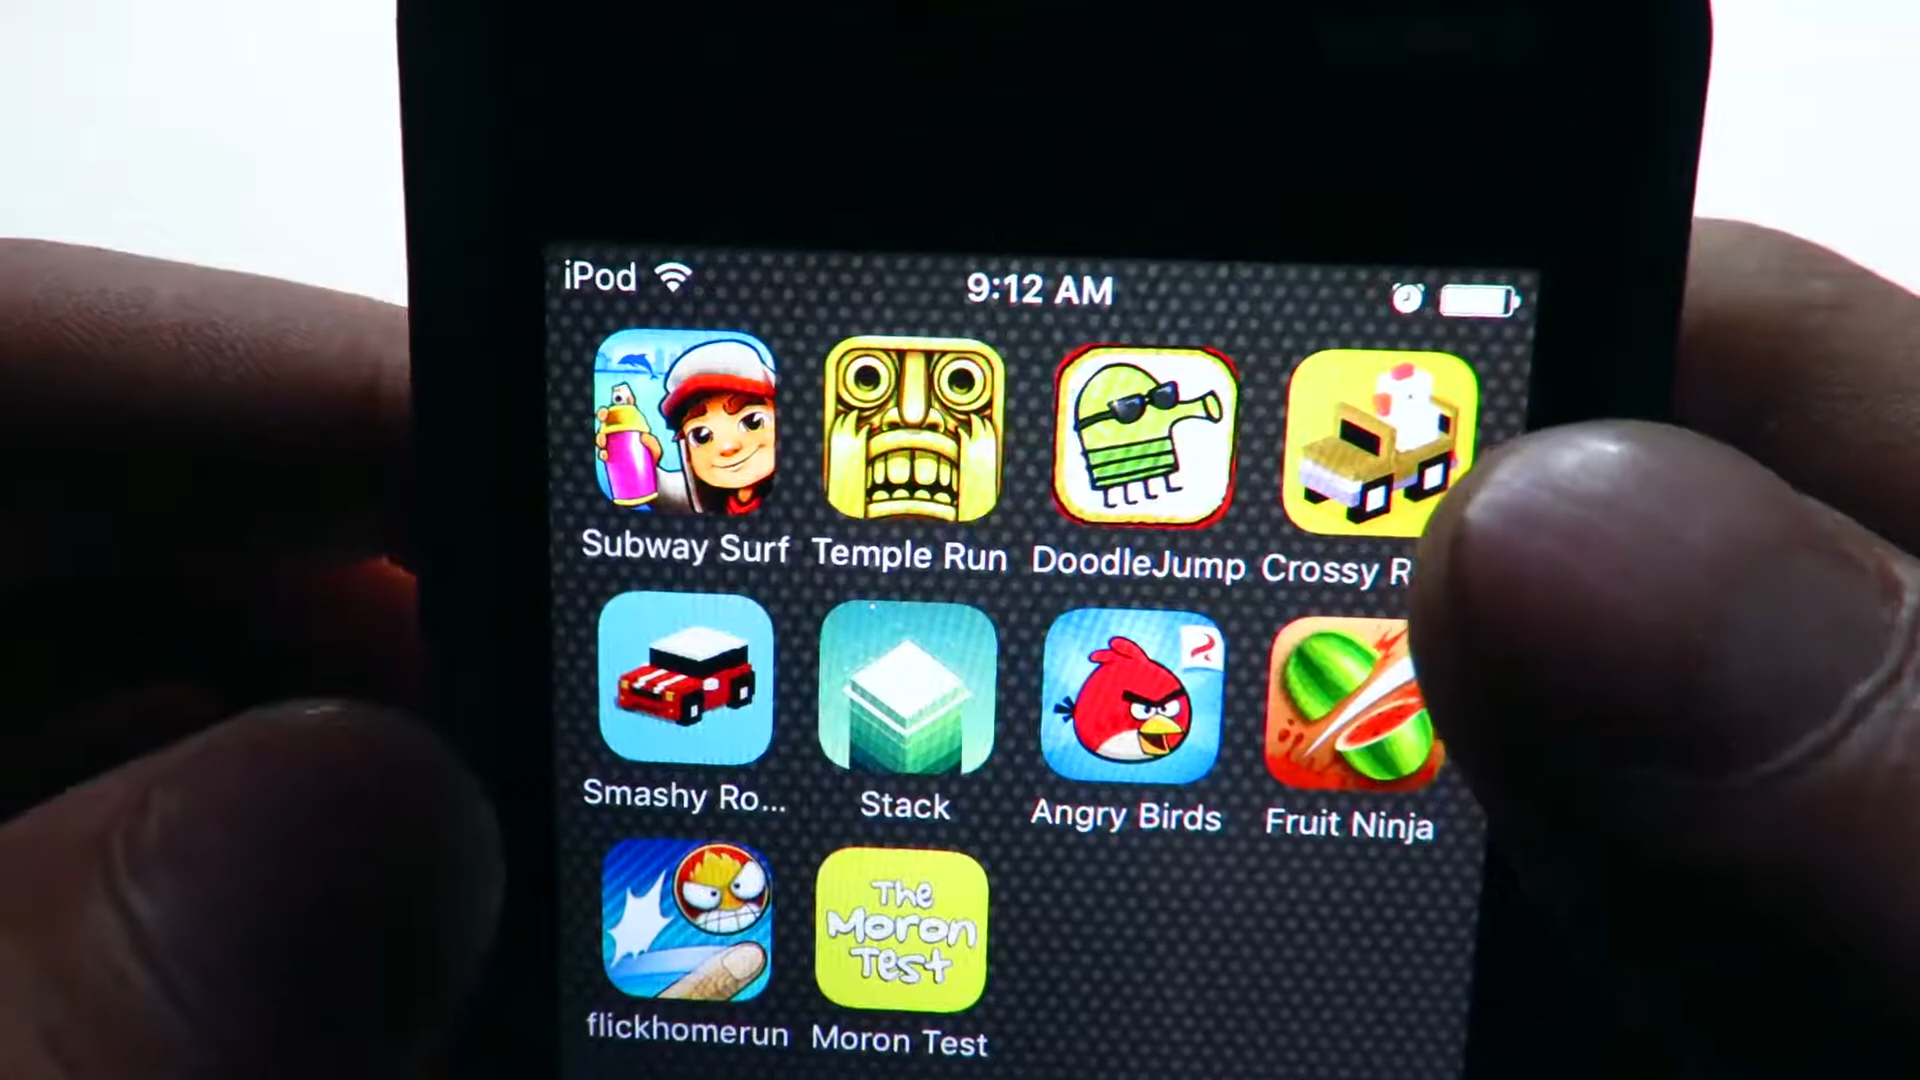 iPod 9:12 AM
Subway Surf Temple Run DoodleJump Crossy R
Smashy Ro... Stack Angry Birds Fruit Ninja
The
Moron
Test
flickhomerun Moron Test